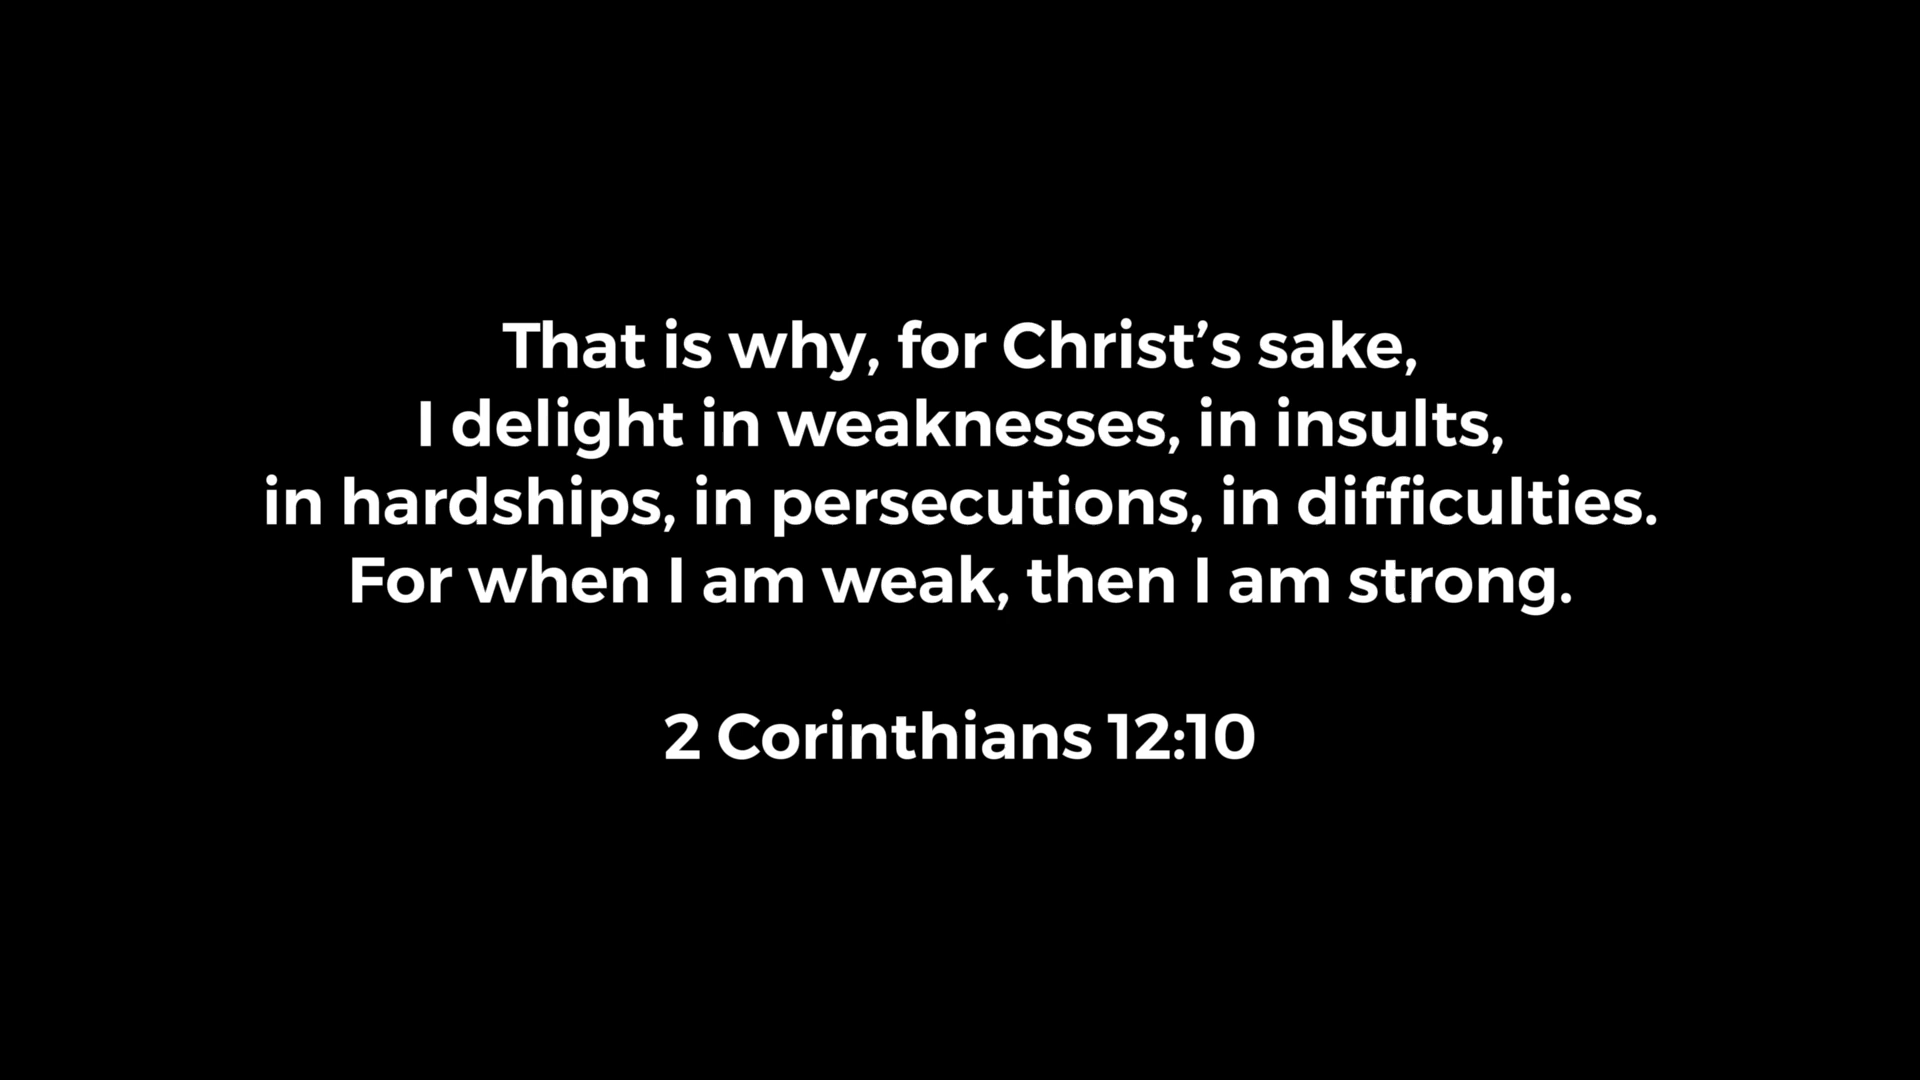 That is why, for Christ’s sake,
I delight in weaknesses, in insults,
in hardships, in persecutions, in difficulties.
For when I am weak, then I am strong.
2 Corinthians 12:10